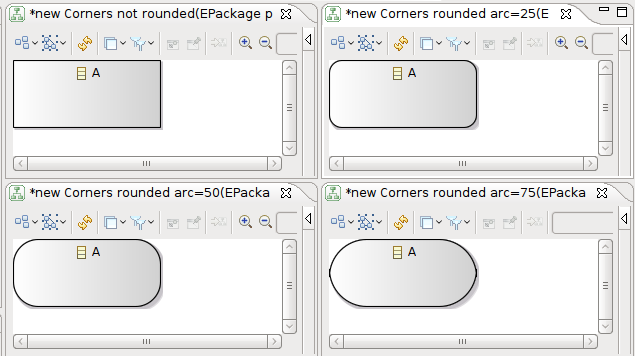 *new Corners not rounded(EPackage p
*new Corners rounded arc=25(E
A
A
*new Corners rounded arc=50(EPacka
*new Corners rounded arc=75(EPacka
A
A